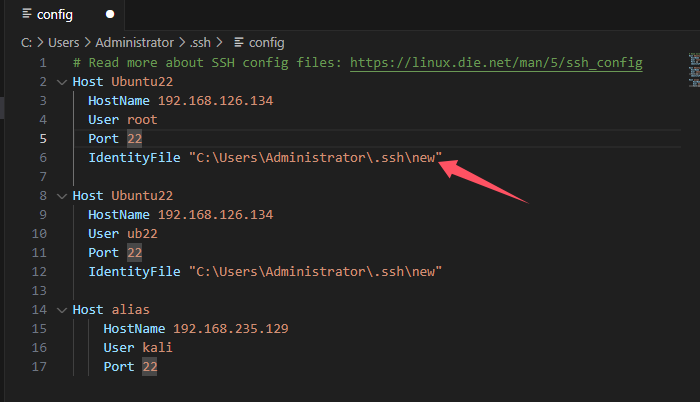 config
C: > Users > Administrator > .ssh > config
1 # Read more about SSH config files: https://linux.die.net/man/5/ssh_config
2 Host Ubuntu22
3 HostName 192.168.126.134
4 User root
5 Port 22
6 IdentityFile "C:\Users\Administrator\.ssh\new"
7
8 Host Ubuntu22
9 HostName 192.168.126.134
10 User ub22
11 Port 22
12 IdentityFile "C:\Users\Administrator\.ssh\new"
13
14 Host alias
15 HostName 192.168.235.129
16 User kali
17 Port 22